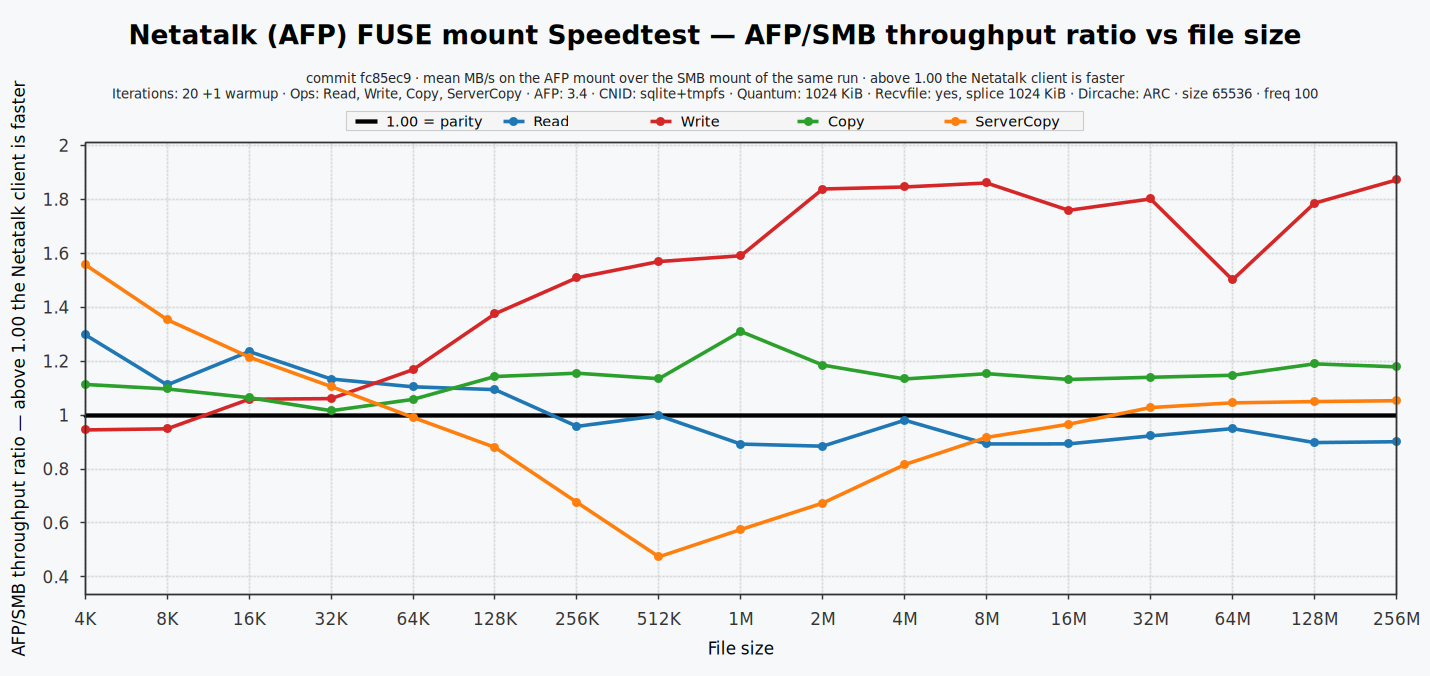 Netatalk (AFP) FUSE mount Speedtest — AFP/SMB throughput ratio vs file size
commit fc85ec9 · mean MB/s on the AFP mount over the SMB mount of the same run · above 1.00 the Netatalk client is faster
Iterations: 20 +1 warmup · Ops: Read, Write, Copy, ServerCopy · AFP: 3.4 · CNID: sqlite+tmpfs · Quantum: 1024 KiB · Recvfile: yes, splice 1024 KiB · Dircache: ARC · size 65536 · freq 100
1.00 = parity Read Write Copy ServerCopy
AFP/SMB throughput ratio — above 1.00 the Netatalk client is faster
2
1.8
1.6
1.4
1.2
1
0.8
0.6
0.4
4K 8K 16K 32K 64K 128K 256K 512K 1M 2M 4M 8M 16M 32M 64M 128M 256M
File size